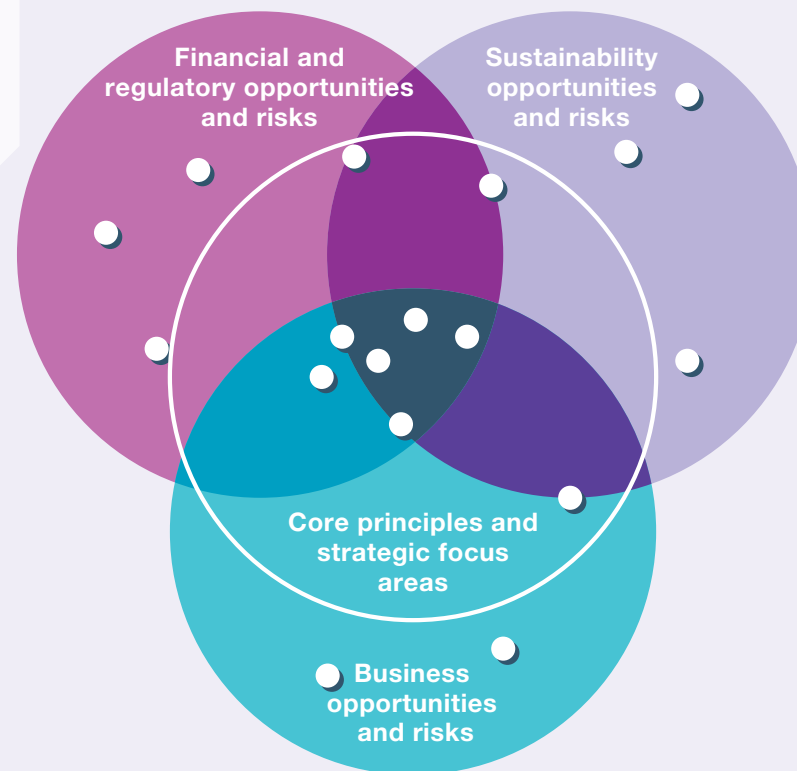 Financial and
regulatory opportunities
and risks
Sustainability
opportunities
and risks
Core principles and
strategic focus
areas
Business
opportunities
and risks